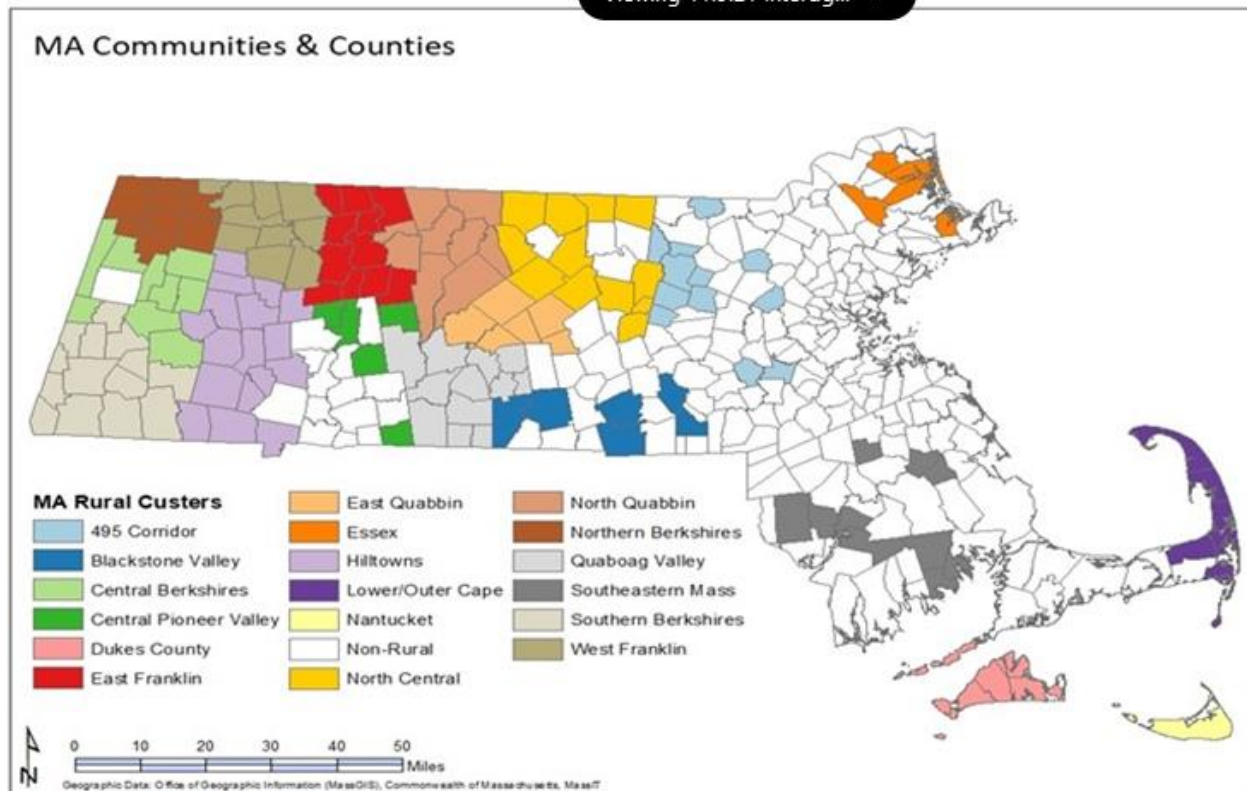 MA Communities & Counties
MA Rural Custers
495 Corridor
Blackstone Valley
Central Berkshires
Central Pioneer Valley
Dukes County
East Franklin
East Quabbin
Essex
Hilltowns
Lower/Outer Cape
Nantucket
Non-Rural
North Central
North Quabbin
Northern Berkshires
Quaboag Valley
Southeastern Mass
Southern Berkshires
West Franklin
N
0 10 20 30 40 50
Miles
Geographic Data: Office of Geographic Information (MassGIS), Commonwealth of Massachusetts, MassIT